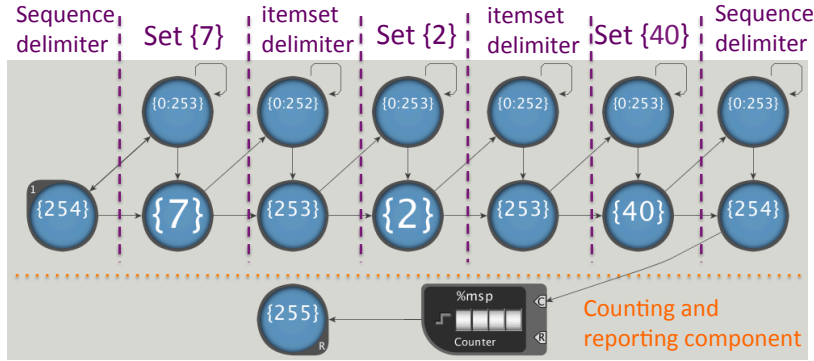 Sequence
delimiter
Set {7}
itemset
delimiter
Set {2}
itemset
delimiter
Set {40}
Sequence
delimiter
{0:253}
{0:252}
{0:253}
{0:252}
{0:253}
{0:253}
1
{254}
{7}
{253}
{2}
{253}
{40}
{254}
{255}
R
%msp
Counter
C
R
Counting and
reporting component